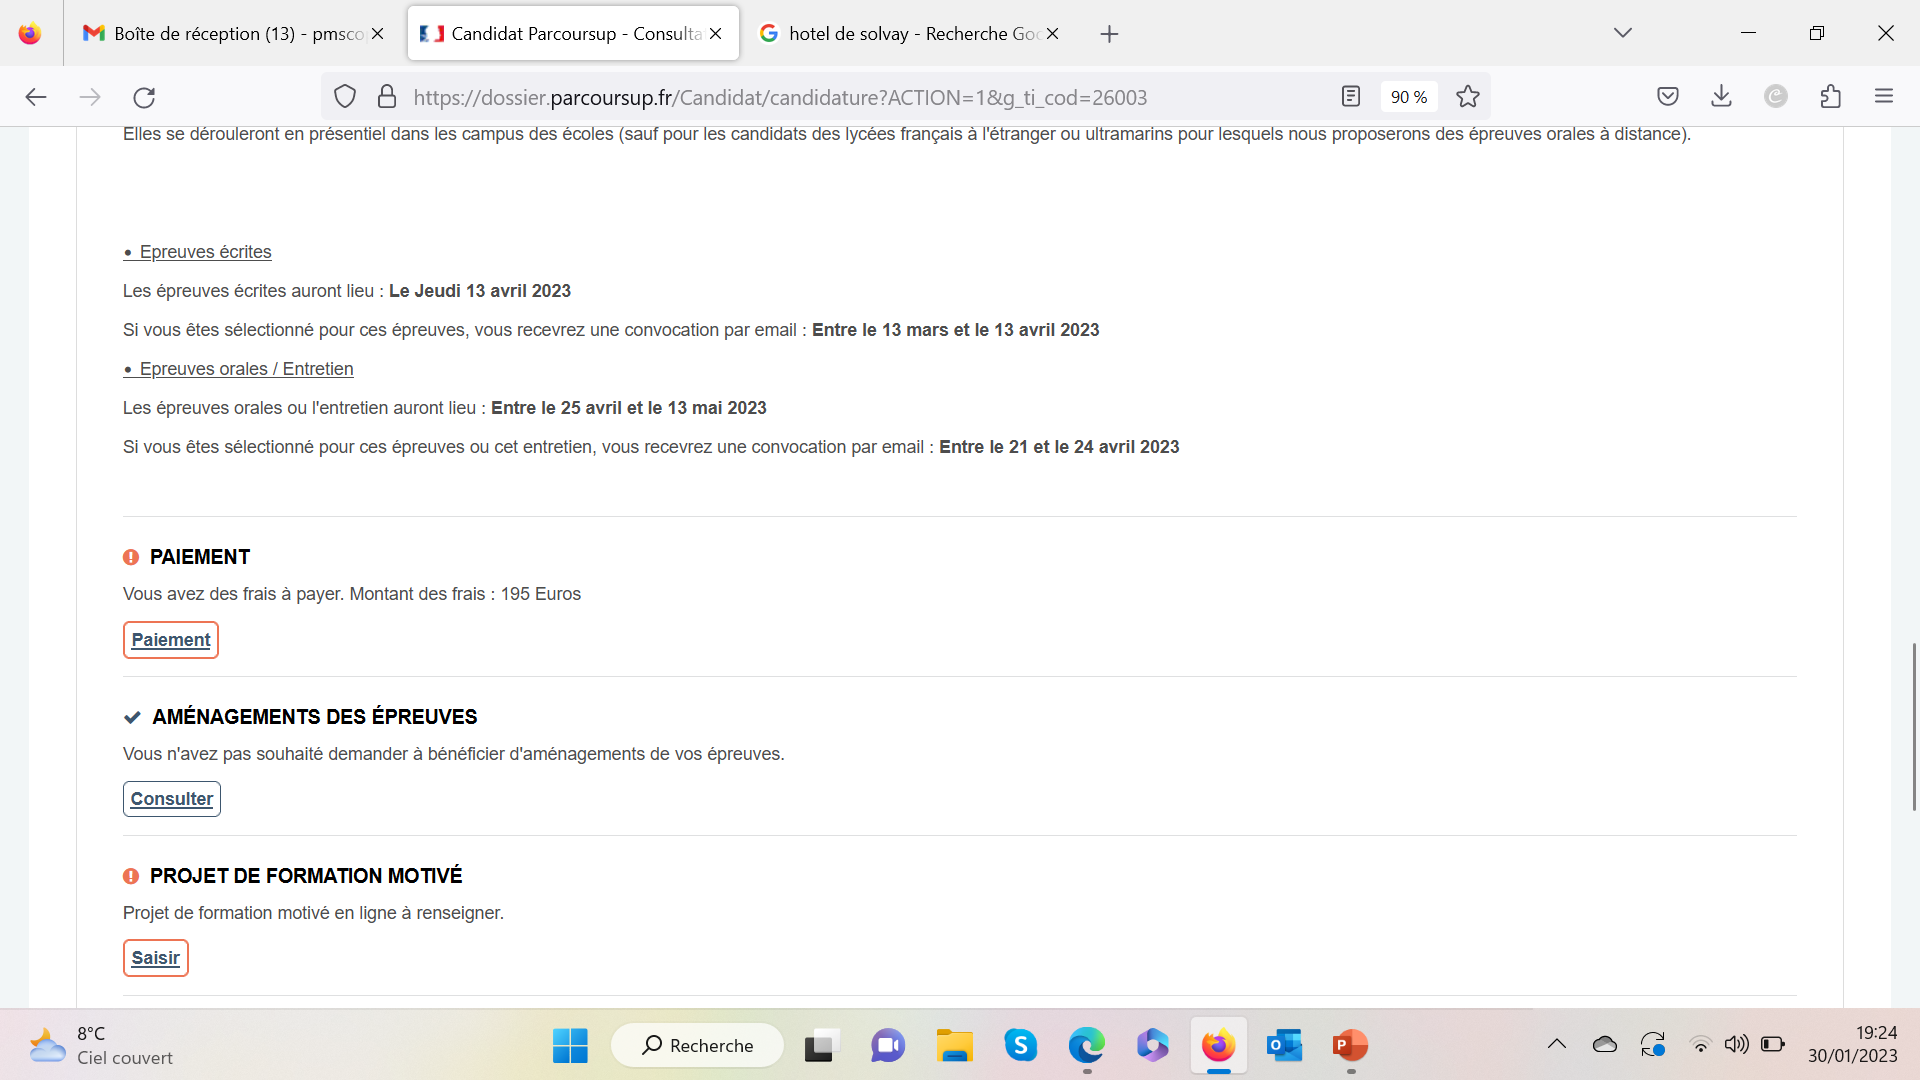 Boîte de réception (13) - pmsco
Candidat Parcoursup - Consulta
hotel de solvay - Recherche Goo
https://dossier.parcoursup.fr/Candidat/candidature?ACTION=1&g_ti_cod=26003
90 %
Elles se dérouleront en présentiel dans les campus des écoles (sauf pour les candidats des lycées français à l'étranger ou ultramarins pour lesquels nous proposerons des épreuves orales à distance).
• Epreuves écrites
Les épreuves écrites auront lieu : Le Jeudi 13 avril 2023
Si vous êtes sélectionné pour ces épreuves, vous recevrez une convocation par email : Entre le 13 mars et le 13 avril 2023
• Epreuves orales / Entretien
Les épreuves orales ou l'entretien auront lieu : Entre le 25 avril et le 13 mai 2023
Si vous êtes sélectionné pour ces épreuves ou cet entretien, vous recevrez une convocation par email : Entre le 21 et le 24 avril 2023
PAIEMENT
Vous avez des frais à payer. Montant des frais : 195 Euros
Paiement
AMÉNAGEMENTS DES ÉPREUVES
Vous n'avez pas souhaité demander à bénéficier d'aménagements de vos épreuves.
Consulter
PROJET DE FORMATION MOTIVÉ
Projet de formation motivé en ligne à renseigner.
Saisir
8°C
Ciel couvert
Recherche
19:24
30/01/2023